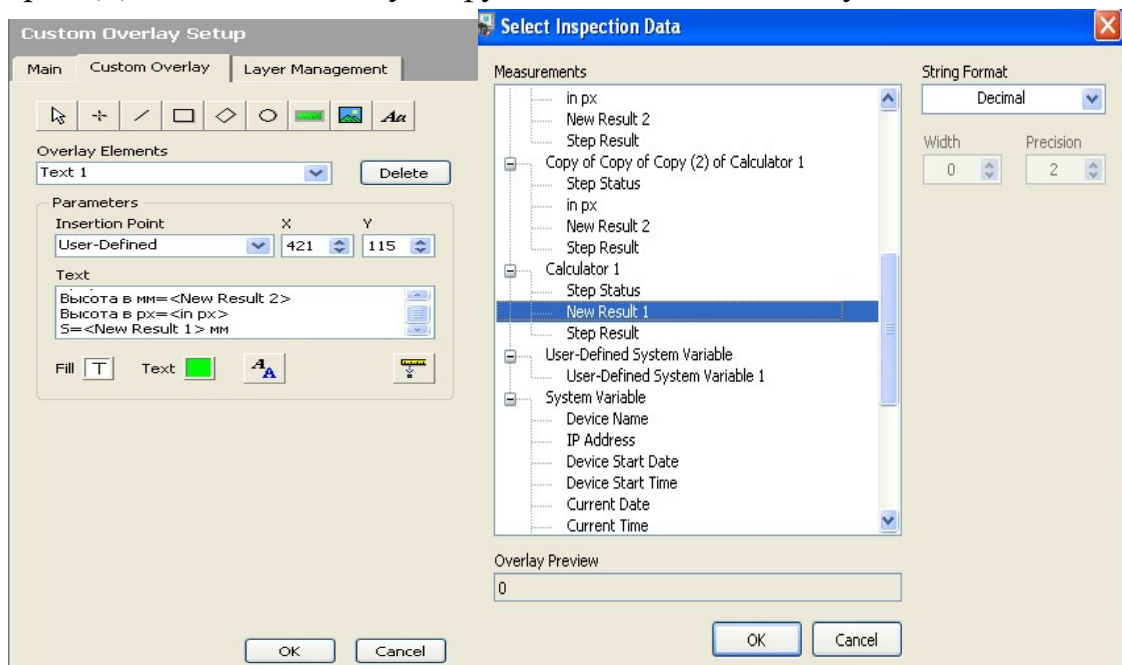 Custom Overlay Setup
Main
Custom Overlay
Layer Management
Aa
Overlay Elements
Text 1
Delete
Parameters
Insertion Point
X
Y
User-Defined
421
115
Text
Высота в мм=<New Result 2>
Высота в px=<in px>
S=<New Result 1> мм
Fill
T
Text
AA
OK
Cancel
Select Inspection Data
Measurements
in px
New Result 2
Step Result
Copy of Copy of Copy (2) of Calculator 1
Step Status
in px
New Result 2
Step Result
Calculator 1
Step Status
New Result 1
Step Result
User-Defined System Variable
User-Defined System Variable 1
System Variable
Device Name
IP Address
Device Start Date
Device Start Time
Current Date
Current Time
String Format
Decimal
Width
Precision
0
2
Overlay Preview
0
OK
Cancel